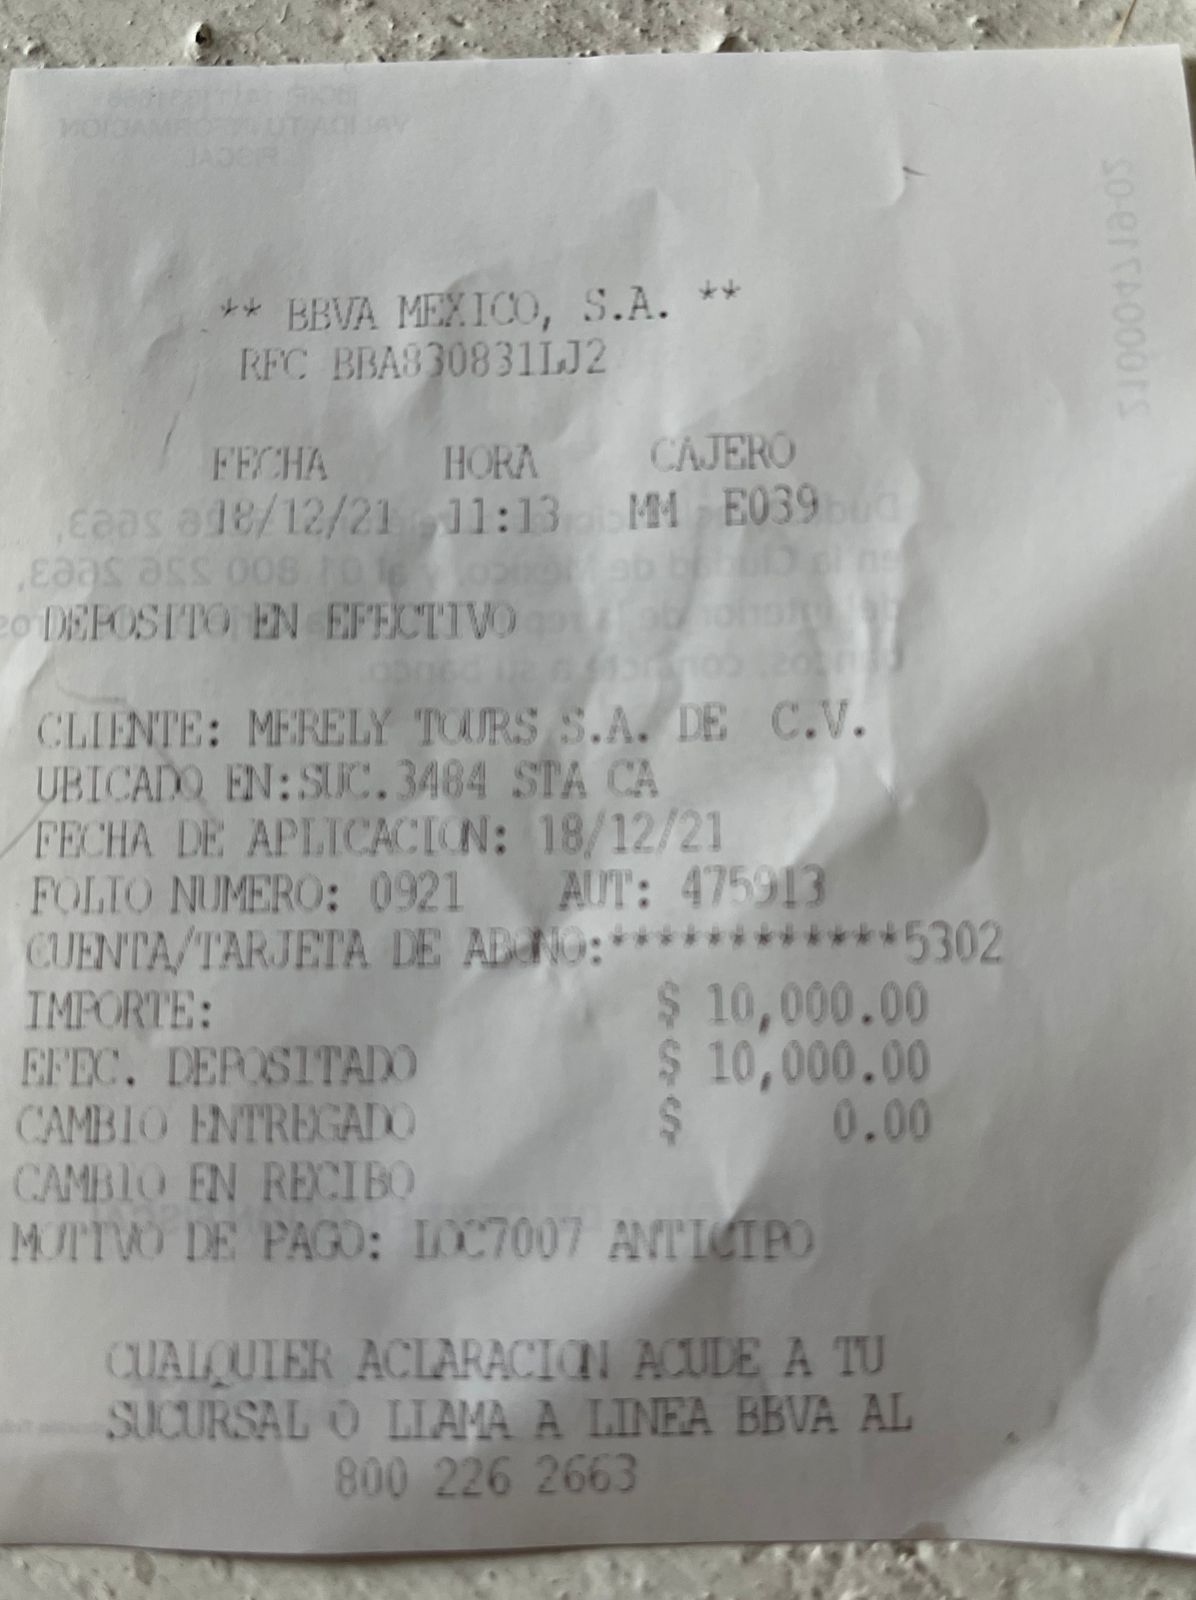 ** BBVA MEXICO, S.A. **
RFC BBA830831LJ2
FECHA HORA CAJERO
18/12/21 11:13 MM E039
DEPOSITO EN EFECTIVO
CLIENTE: MERELY TOURS S.A. DE C.V.
UBICADO EN:SUC.3484 STA CA
FECHA DE APLICACION: 18/12/21
FOLIO NUMERO: 0921 AUT: 475913
CUENTA/TARJETA DE ABONO:************5302
IMPORTE: $ 10,000.00
EFEC. DEPOSITADO $ 10,000.00
CAMBIO ENTREGADO $ 0.00
CAMBIO EN RECIBO
MOTIVO DE PAGO: LOC7007 ANTICIPO
CUALQUIER ACLARACION ACUDE A TU
SUCURSAL O LLAMA A LINEA BBVA AL
800 226 2663